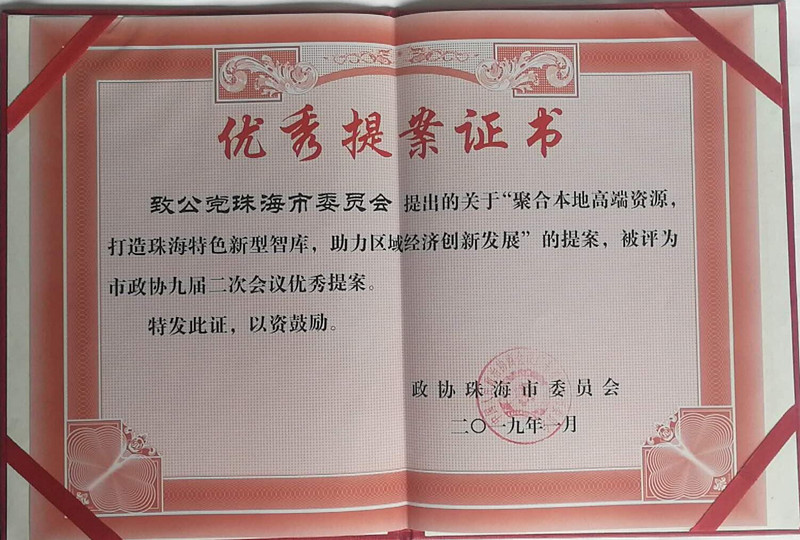 优秀提案证书
致公党珠海市委员会 提出的关于“聚合本地高端资源，
打造珠海特色新型智库，助力区域经济创新发展”的提案，被评为
市政协九届二次会议优秀提案。
特发此证，以资鼓励。
政协珠海市委员会
二〇一九年一月